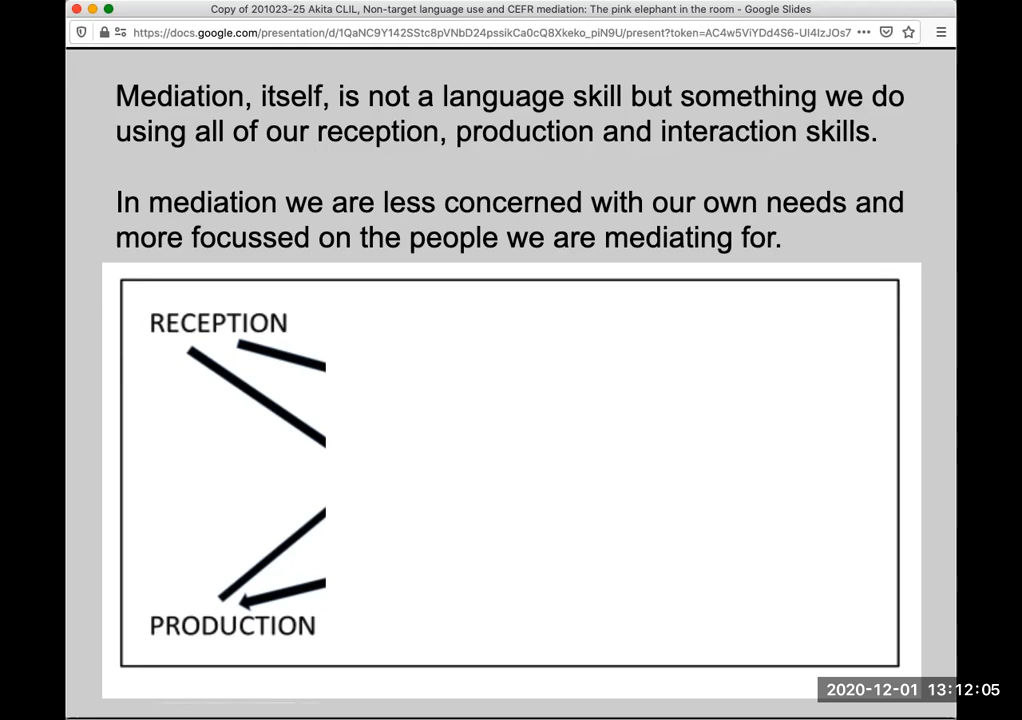 Copy of 201023-25 Akita CLIL, Non-target language use and CEFR mediation: The pink elephant in the room - Google Slides
https://docs.google.com/presentation/d/1QaNC9Y142SStc8pVNbD24pssikCa0cQ8Xkeko_piN9U/present?token=AC4w5ViYDd4S6-UI4IzJOs7
Mediation, itself, is not a language skill but something we do
using all of our reception, production and interaction skills.
In mediation we are less concerned with our own needs and
more focussed on the people we are mediating for.
RECEPTION
PRODUCTION
2020-12-01 13:12:05